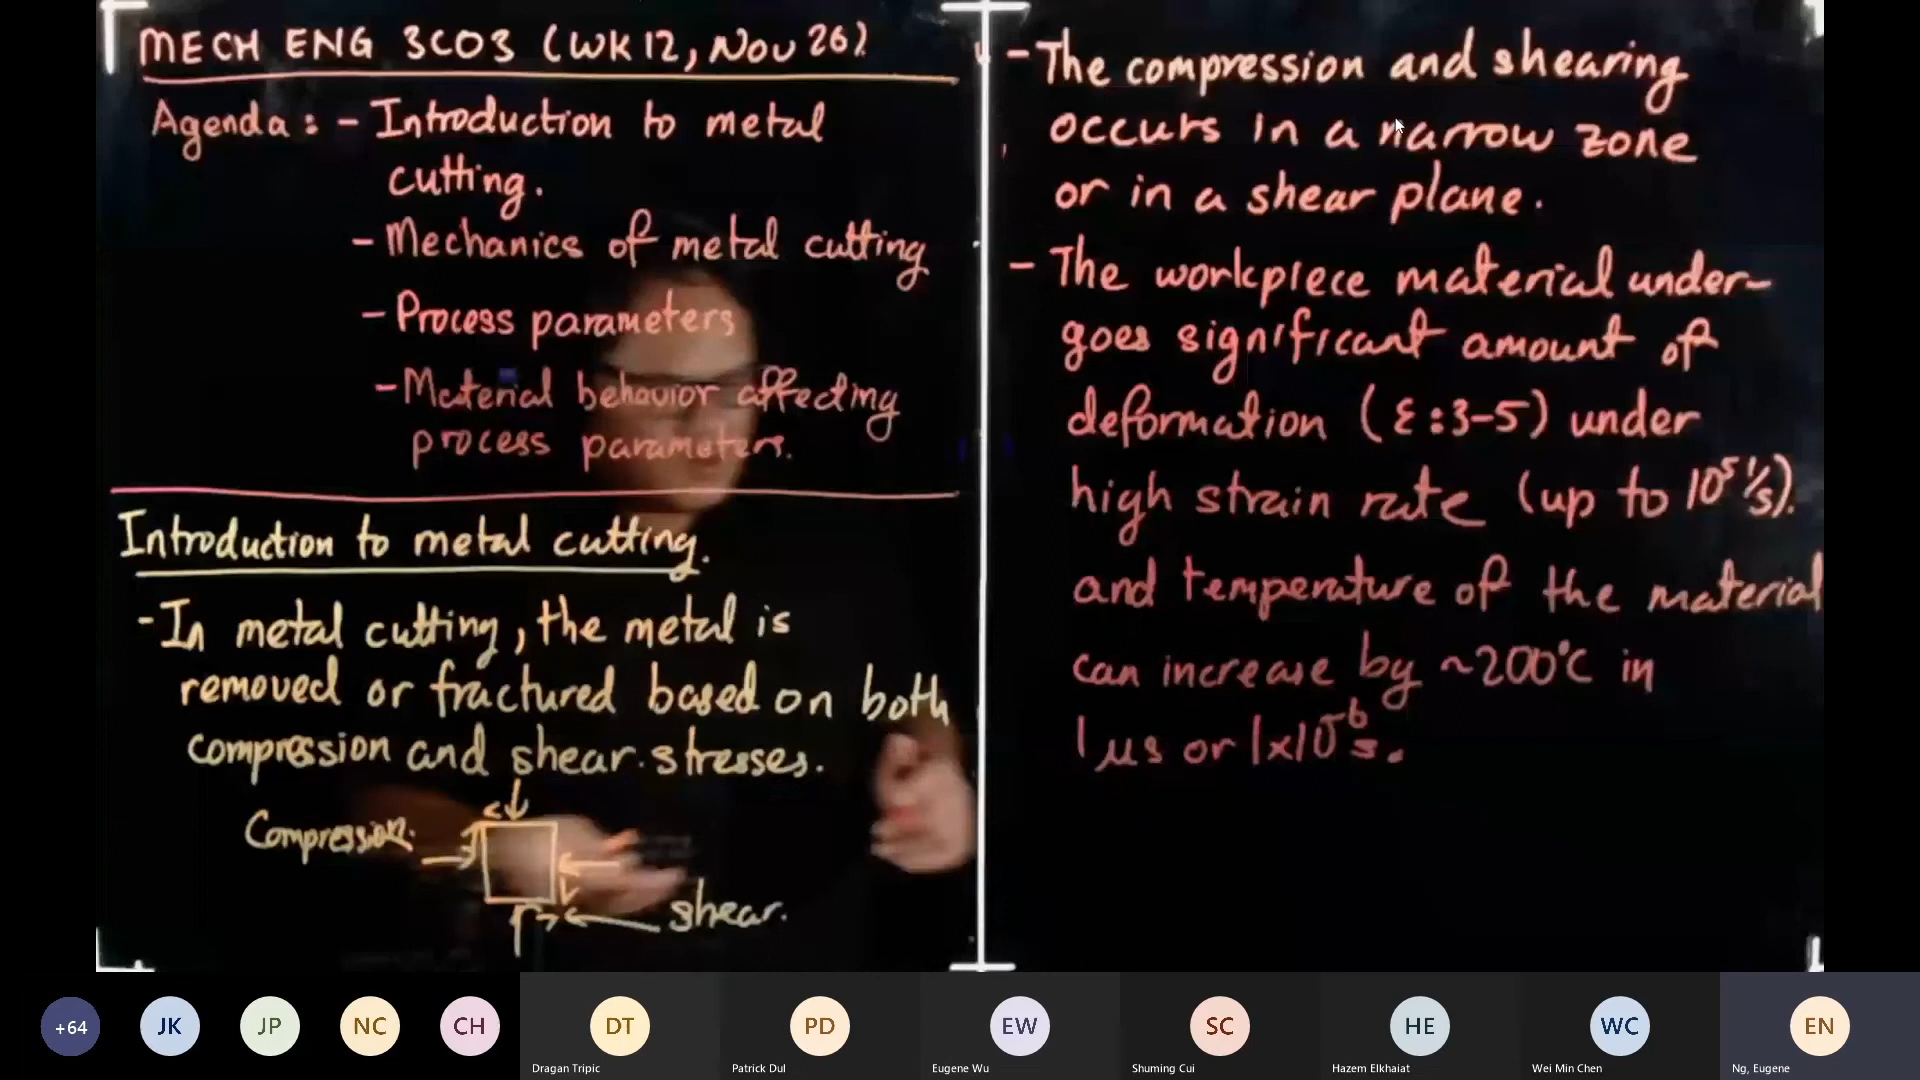 MECH ENG 3C03 (WK12, Nov 26)
Agenda: - Introduction to metal
cutting.
- Mechanics of metal cutting
- Process parameters
- Material behavior affecting
process parameters.
Introduction to metal cutting.
- In metal cutting, the metal is
removed or fractured based on both
compression and shear stresses.
Compression.
shear.
- The compression and shearing
occurs in a narrow zone
or in a shear plane.
- The workpiece material under-
goes significant amount of
deformation (ε:3-5) under
high strain rate (up to 10⁵ 1/s).
and temperature of the material
can increase by ~200°C in
1 μs or 1x10⁻⁶ s.
+64
JK
JP
NC
CH
DT
PD
EW
SC
HE
WC
EN
Dragan Tripic
Patrick Dul
Eugene Wu
Shuming Cui
Hazem Elkhaiat
Wei Min Chen
Ng, Eugene